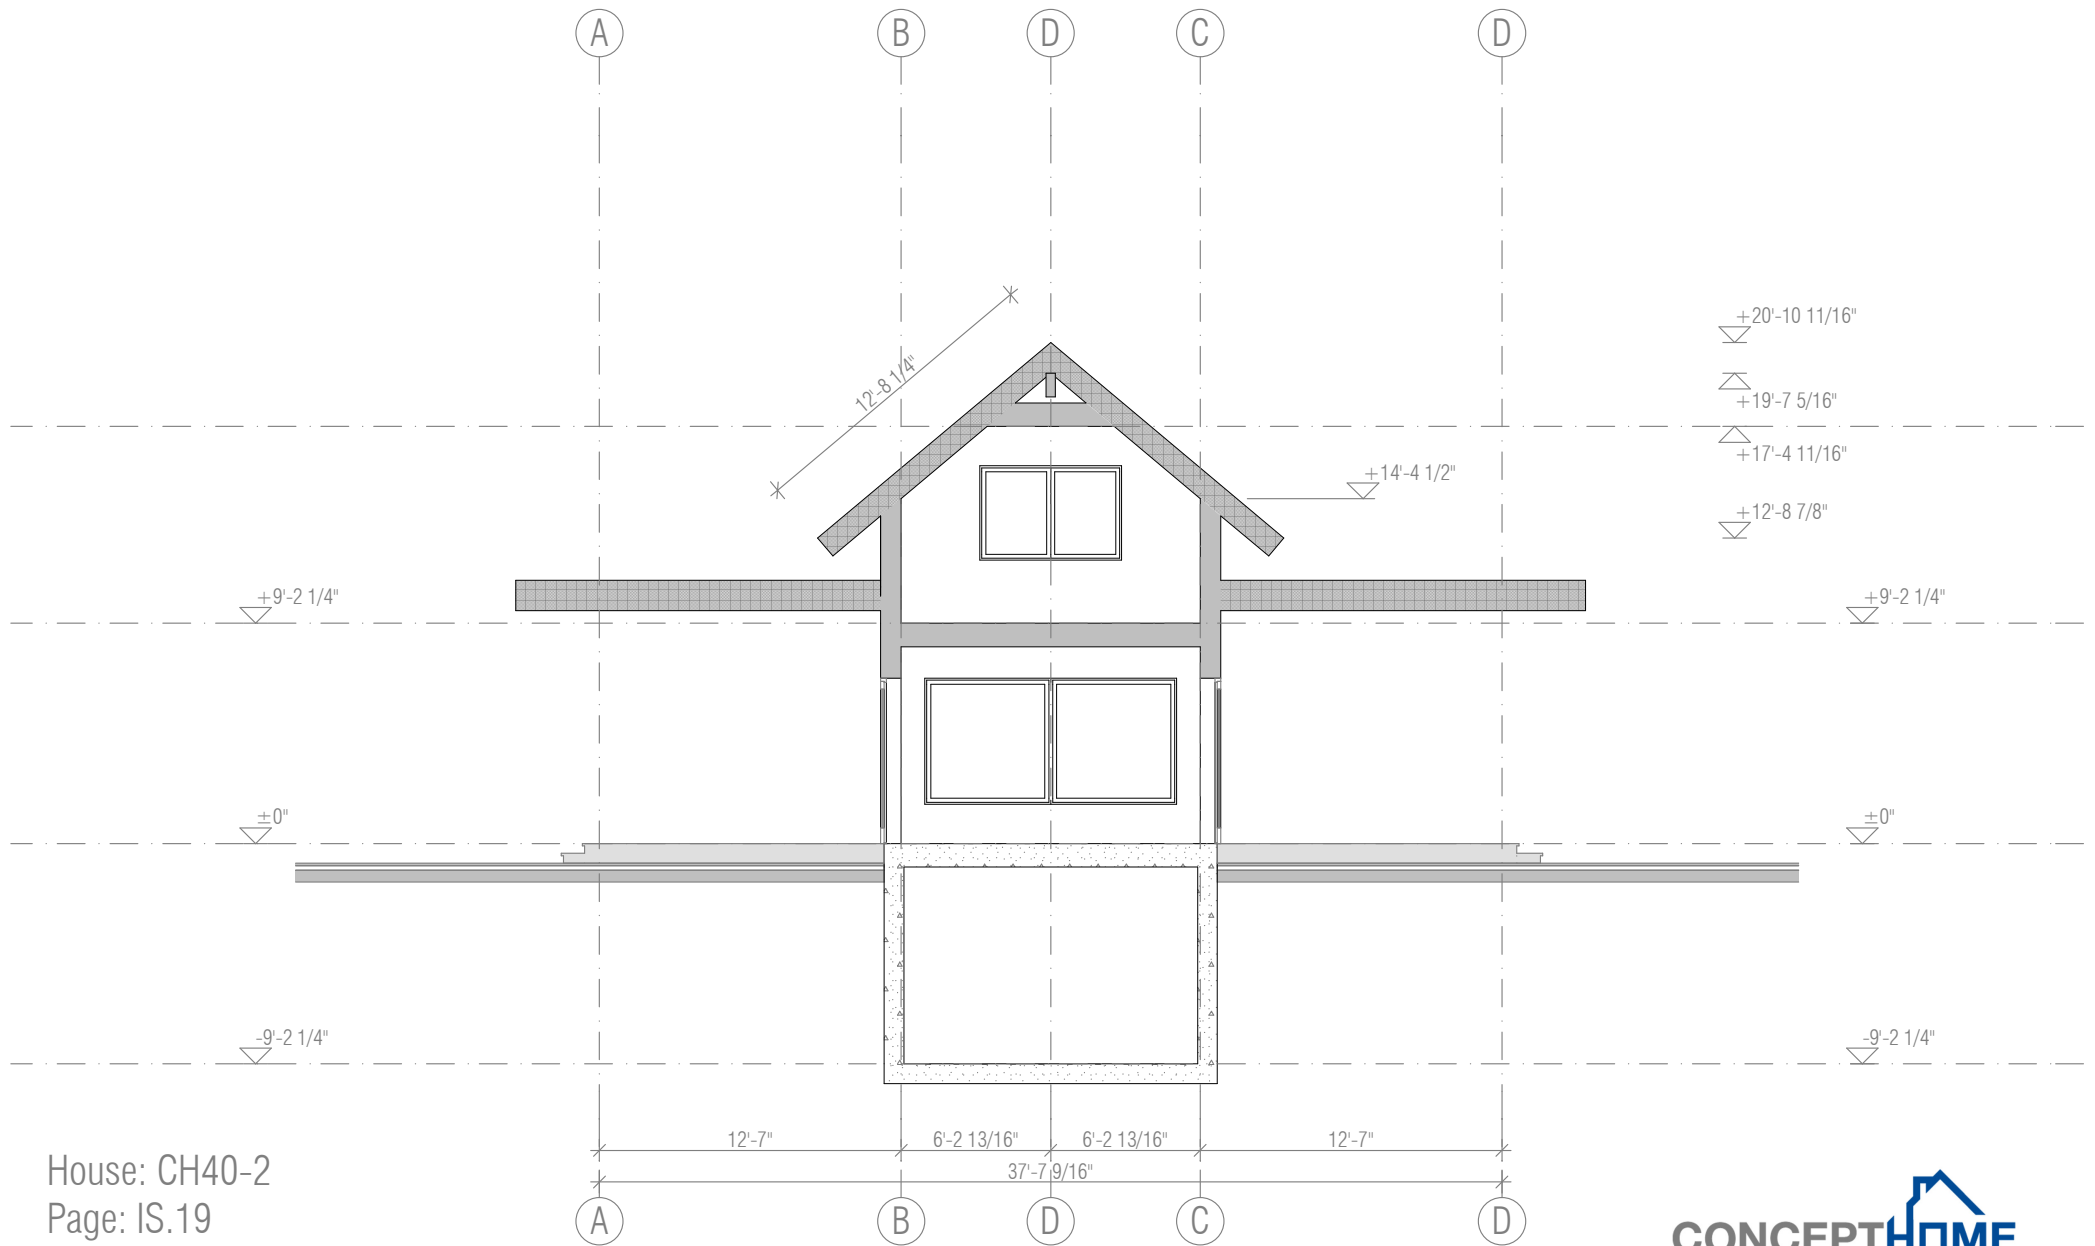 A B D C D
+20'-10 11/16"
12'-8 1/4"
+19'-7 5/16"
+17'-4 11/16"
+14'-4 1/2"
+12'-8 7/8"
+9'-2 1/4" +9'-2 1/4"
±0" ±0"
-9'-2 1/4" -9'-2 1/4"
12'-7" 6'-2 13/16" 6'-2 13/16" 12'-7"
37'-7 9/16"
House: CH40-2
Page: IS.19
A B D C D
CONCEPTHOME